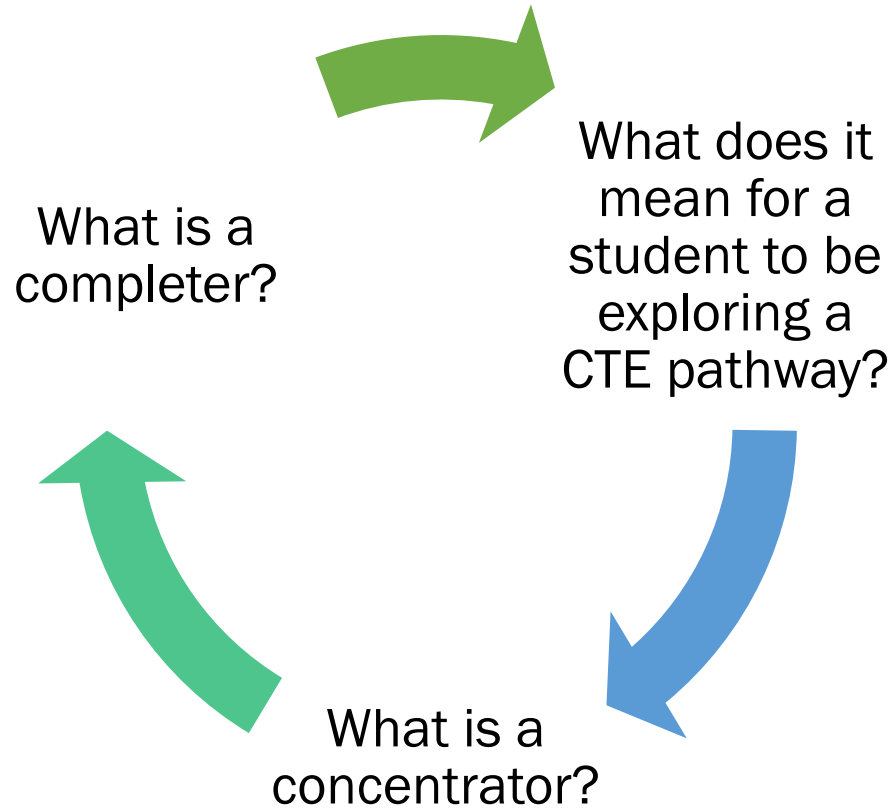 What does it
mean for a
student to be
exploring a
CTE pathway?
What is a
concentrator?
What is a
completer?